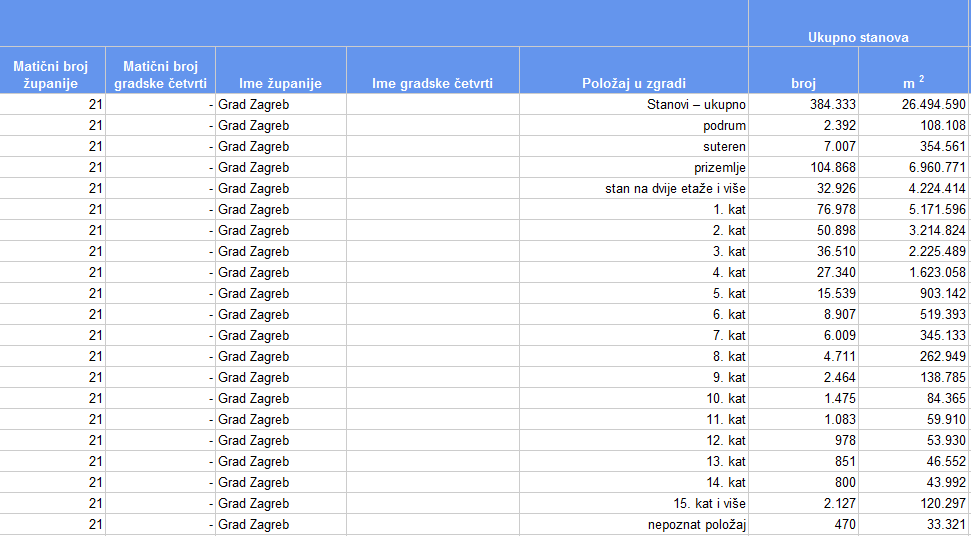 Ukupno stanova
Matični broj županije Matični broj gradske četvrti Ime županije Ime gradske četvrti Položaj u zgradi broj m 2
21 - Grad Zagreb Stanovi – ukupno 384.333 26.494.590
21 - Grad Zagreb podrum 2.392 108.108
21 - Grad Zagreb suteren 7.007 354.561
21 - Grad Zagreb prizemlje 104.868 6.960.771
21 - Grad Zagreb stan na dvije etaže i više 32.926 4.224.414
21 - Grad Zagreb 1. kat 76.978 5.171.596
21 - Grad Zagreb 2. kat 50.898 3.214.824
21 - Grad Zagreb 3. kat 36.510 2.225.489
21 - Grad Zagreb 4. kat 27.340 1.623.058
21 - Grad Zagreb 5. kat 15.539 903.142
21 - Grad Zagreb 6. kat 8.907 519.393
21 - Grad Zagreb 7. kat 6.009 345.133
21 - Grad Zagreb 8. kat 4.711 262.949
21 - Grad Zagreb 9. kat 2.464 138.785
21 - Grad Zagreb 10. kat 1.475 84.365
21 - Grad Zagreb 11. kat 1.083 59.910
21 - Grad Zagreb 12. kat 978 53.930
21 - Grad Zagreb 13. kat 851 46.552
21 - Grad Zagreb 14. kat 800 43.992
21 - Grad Zagreb 15. kat i više 2.127 120.297
21 - Grad Zagreb nepoznat položaj 470 33.321